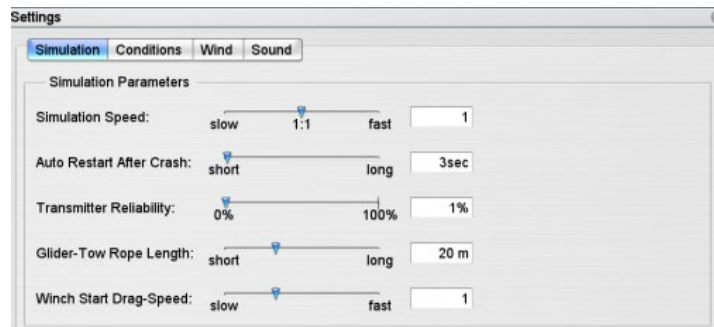 Settings
Simulation Conditions Wind Sound
Simulation Parameters
Simulation Speed: slow 1:1 fast 1
Auto Restart After Crash: short long 3sec
Transmitter Reliability: 0% 100% 1%
Glider-Tow Rope Length: short long 20 m
Winch Start Drag-Speed: slow fast 1